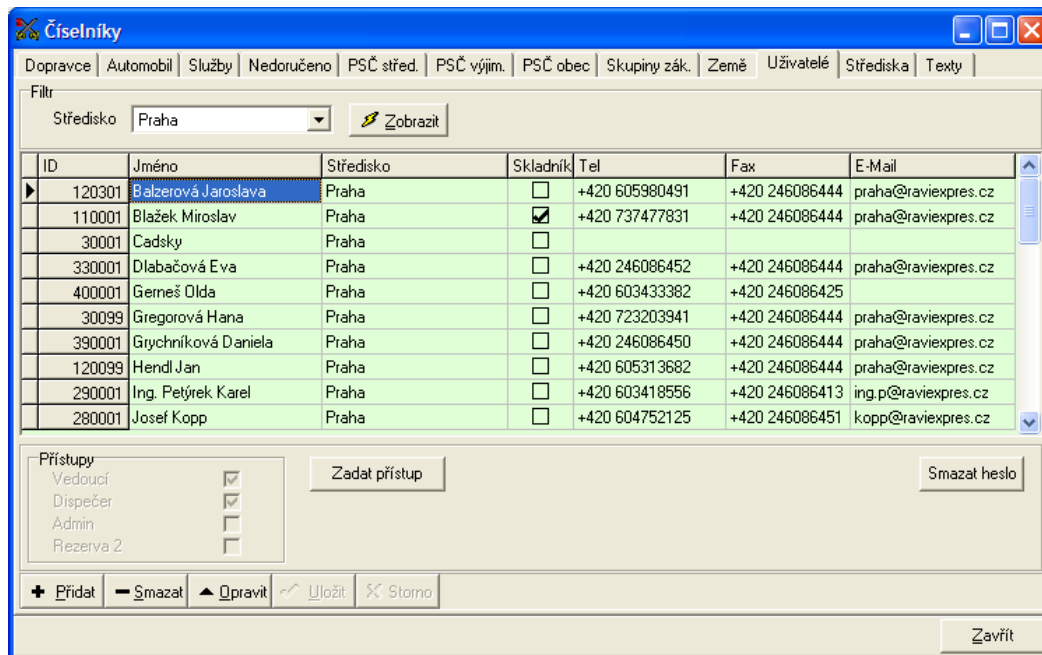 Číselníky
Dopravce Automobil Služby Nedoručeno PSČ střed. PSČ výjim. PSČ obec Skupiny zák. Země Uživatelé Střediska Texty
Filtr
Středisko Praha Zobrazit
ID Jméno Středisko Skladník Tel Fax E-Mail
120301 Balzerová Jaroslava Praha +420 605980491 +420 246086444 praha@raviexpres.cz
110001 Blažek Miroslav Praha +420 737477831 +420 246086444 praha@raviexpres.cz
30001 Cadsky Praha
330001 Dlabačová Eva Praha +420 246086452 +420 246086444 praha@raviexpres.cz
400001 Gerneš Olda Praha +420 603433382 +420 246086425
30099 Gregorová Hana Praha +420 723203941 +420 246086444 praha@raviexpres.cz
390001 Grychníková Daniela Praha +420 246086450 +420 246086444 praha@raviexpres.cz
120099 Hendl Jan Praha +420 605313682 +420 246086444 praha@raviexpres.cz
290001 Ing. Petýrek Karel Praha +420 603418556 +420 246086413 ing.p@raviexpres.cz
280001 Josef Kopp Praha +420 604752125 +420 246086451 kopp@raviexpres.cz
Přístupy
Vedoucí Zadat přístup Smazat heslo
Dispečer
Admin
Rezerva 2
Přidat Smazat Opravit Uložit Storno
Zavřít